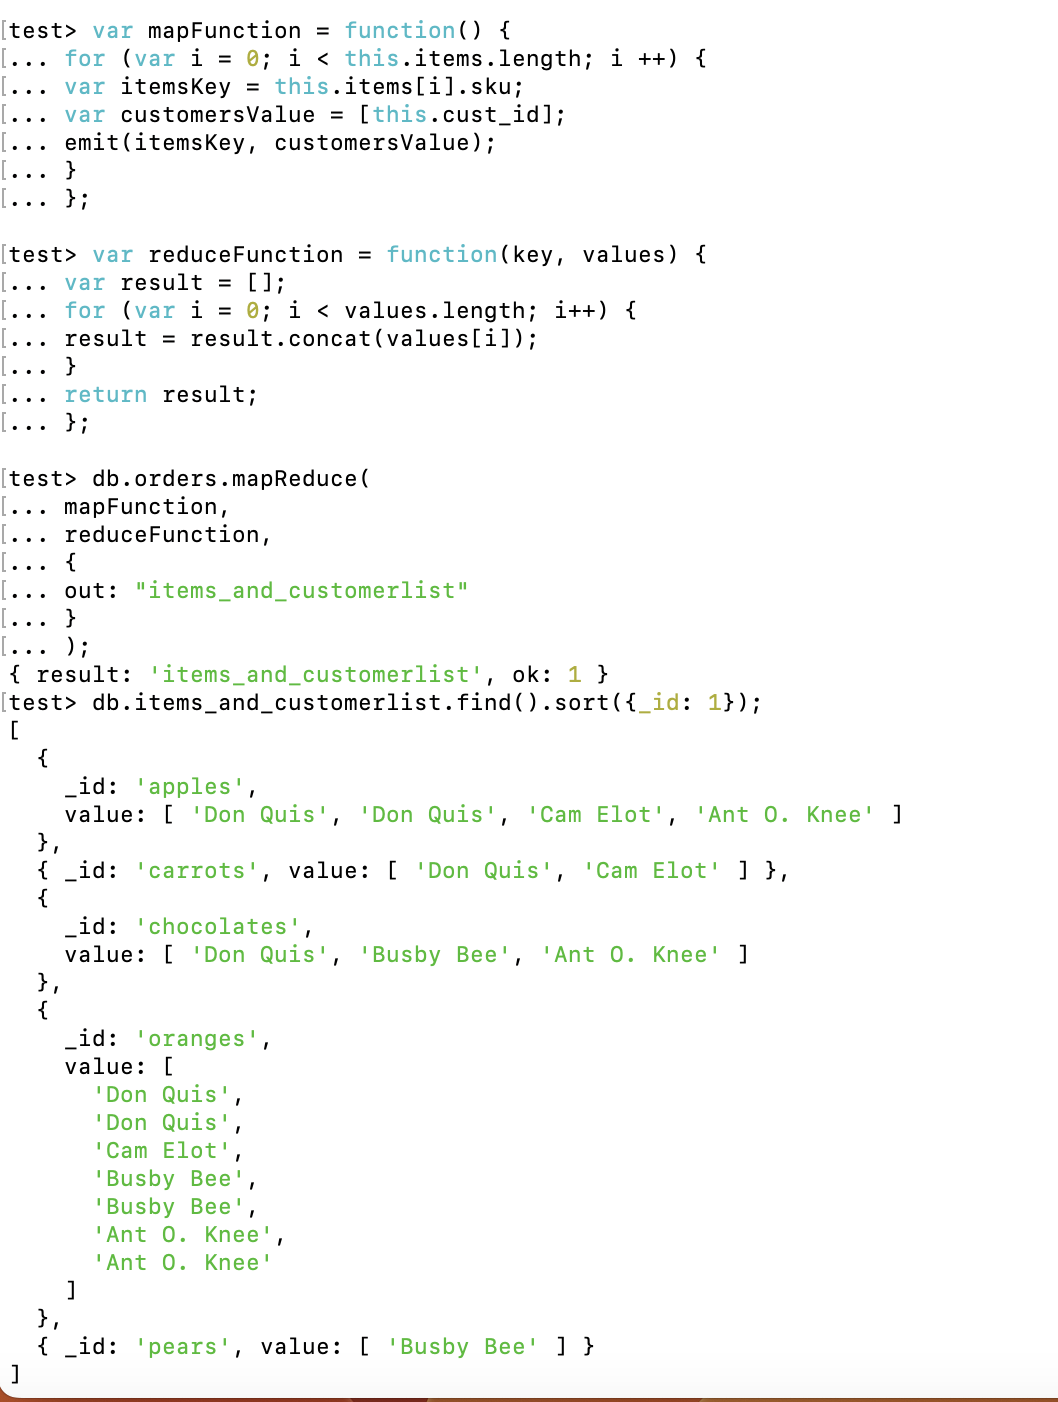 [test> var mapFunction = function() {
[... for (var i = 0; i < this.items.length; i ++) {
[... var itemsKey = this.items[i].sku;
[... var customersValue = [this.cust_id];
[... emit(itemsKey, customersValue);
[... }
[... };
[test> var reduceFunction = function(key, values) {
[... var result = [];
[... for (var i = 0; i < values.length; i++) {
[... result = result.concat(values[i]);
[... }
[... return result;
[... };
[test> db.orders.mapReduce(
[... mapFunction,
[... reduceFunction,
[... {
[... out: "items_and_customerlist"
[... }
[... );
{ result: 'items_and_customerlist', ok: 1 }
[test> db.items_and_customerlist.find().sort({_id: 1});
[
  {
    _id: 'apples',
    value: [ 'Don Quis', 'Don Quis', 'Cam Elot', 'Ant O. Knee' ]
  },
  { _id: 'carrots', value: [ 'Don Quis', 'Cam Elot' ] },
  {
    _id: 'chocolates',
    value: [ 'Don Quis', 'Busby Bee', 'Ant O. Knee' ]
  },
  {
    _id: 'oranges',
    value: [
      'Don Quis',
      'Don Quis',
      'Cam Elot',
      'Busby Bee',
      'Busby Bee',
      'Ant O. Knee',
      'Ant O. Knee'
    ]
  },
  { _id: 'pears', value: [ 'Busby Bee' ] }
]